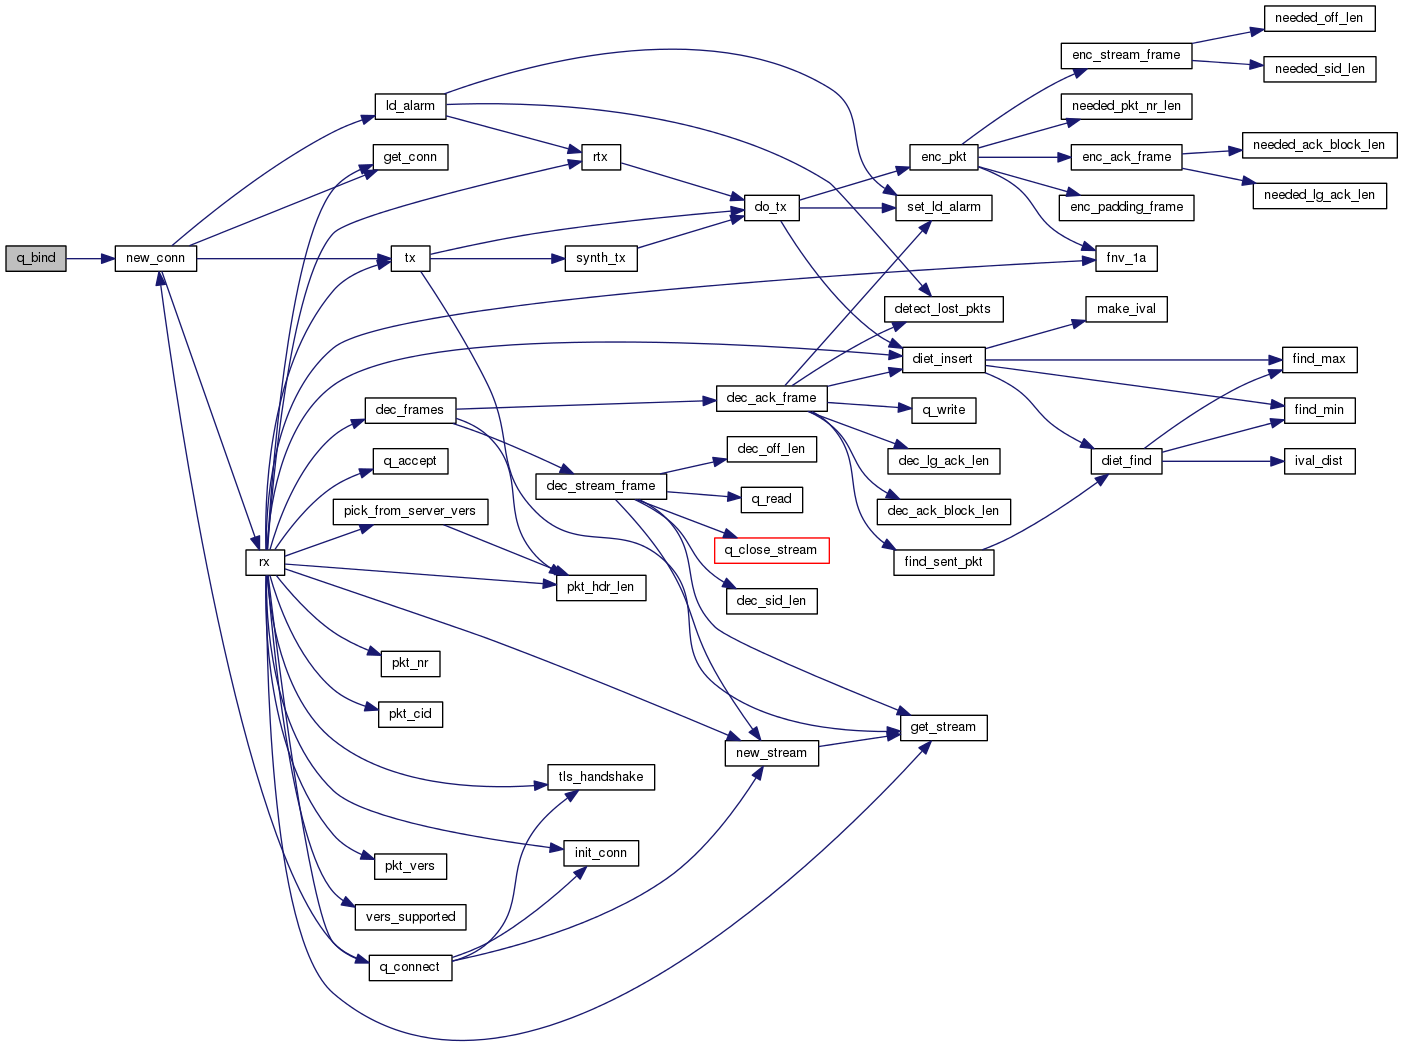 needed_off_len
enc_stream_frame
needed_sid_len
ld_alarm
needed_pkt_nr_len
needed_ack_block_len
get_conn
rtx
enc_pkt
enc_ack_frame
needed_lg_ack_len
do_tx
set_ld_alarm
enc_padding_frame
q_bind
new_conn
tx
synth_tx
fnv_1a
detect_lost_pkts
make_ival
diet_insert
find_max
dec_ack_frame
dec_frames
q_write
find_min
dec_off_len
q_accept
dec_lg_ack_len
diet_find
ival_dist
dec_stream_frame
q_read
pick_from_server_vers
dec_ack_block_len
q_close_stream
rx
find_sent_pkt
pkt_hdr_len
dec_sid_len
pkt_nr
pkt_cid
get_stream
new_stream
tls_handshake
init_conn
pkt_vers
vers_supported
q_connect